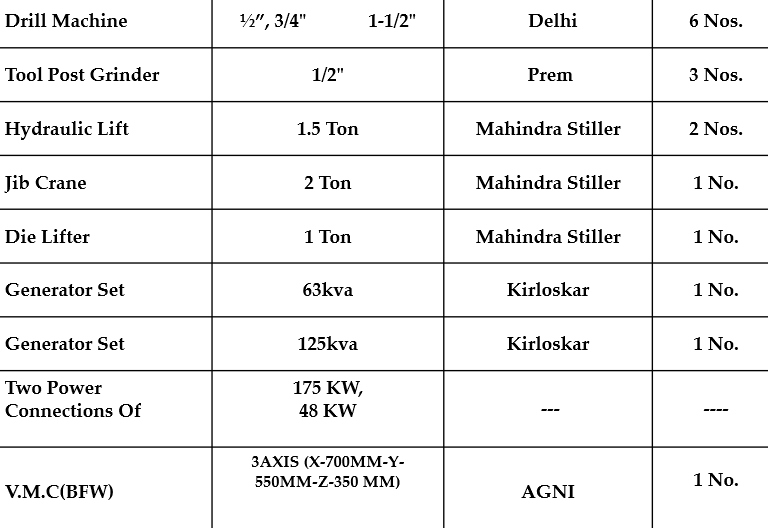 Drill Machine ½”, 3/4" 1-1/2" Delhi 6 Nos.
Tool Post Grinder 1/2" Prem 3 Nos.
Hydraulic Lift 1.5 Ton Mahindra Stiller 2 Nos.
Jib Crane 2 Ton Mahindra Stiller 1 No.
Die Lifter 1 Ton Mahindra Stiller 1 No.
Generator Set 63kva Kirloskar 1 No.
Generator Set 125kva Kirloskar 1 No.
Two Power
Connections Of
175 KW,
48 KW
---
----
V.M.C(BFW)
3AXIS (X-700MM-Y-
550MM-Z-350 MM)
AGNI
1 No.